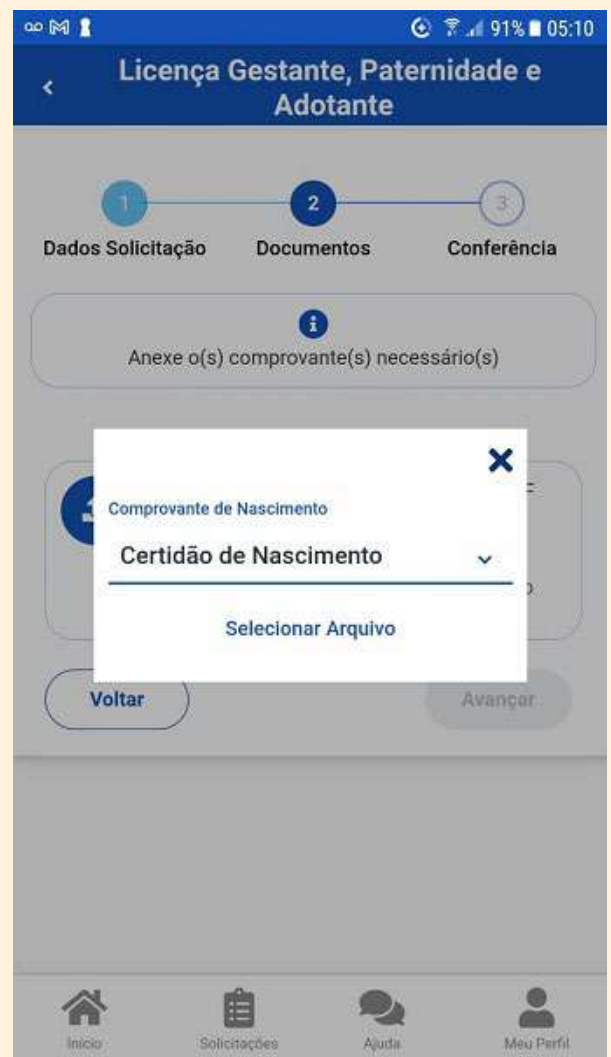 91% 05:10
Licença Gestante, Paternidade e
Adotante
1
2
3
Dados Solicitação
Documentos
Conferência
Anexe o(s) comprovante(s) necessário(s)
Comprovante de Nascimento
Certidão de Nascimento
Selecionar Arquivo
Voltar
Avançar
Início
Solicitações
Ajuda
Meu Perfil